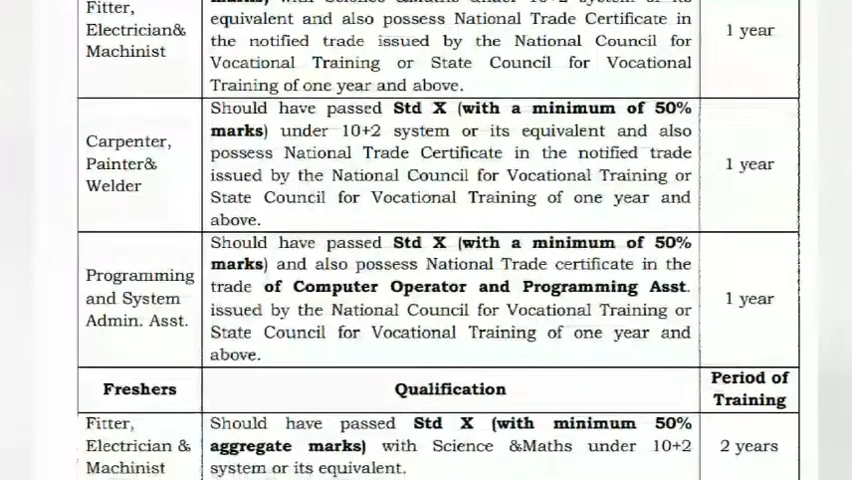 Fitter,
Electrician&
Machinist
equivalent and also possess National Trade Certificate in
the notified trade issued by the National Council for
Vocational Training or State Council for Vocational
Training of one year and above.
1 year
Carpenter,
Painter&
Welder
Should have passed Std X (with a minimum of 50%
marks) under 10+2 system or its equivalent and also
possess National Trade Certificate in the notified trade
issued by the National Council for Vocational Training or
State Council for Vocational Training of one year and
above.
1 year
Programming
and System
Admin. Asst.
Should have passed Std X (with a minimum of 50%
marks) and also possess National Trade certificate in the
trade of Computer Operator and Programming Asst.
issued by the National Council for Vocational Training or
State Council for Vocational Training of one year and
above.
1 year
Freshers
Qualification
Period of
Training
Fitter,
Electrician &
Machinist
Should have passed Std X (with minimum 50%
aggregate marks) with Science &Maths under 10+2
system or its equivalent.
2 years